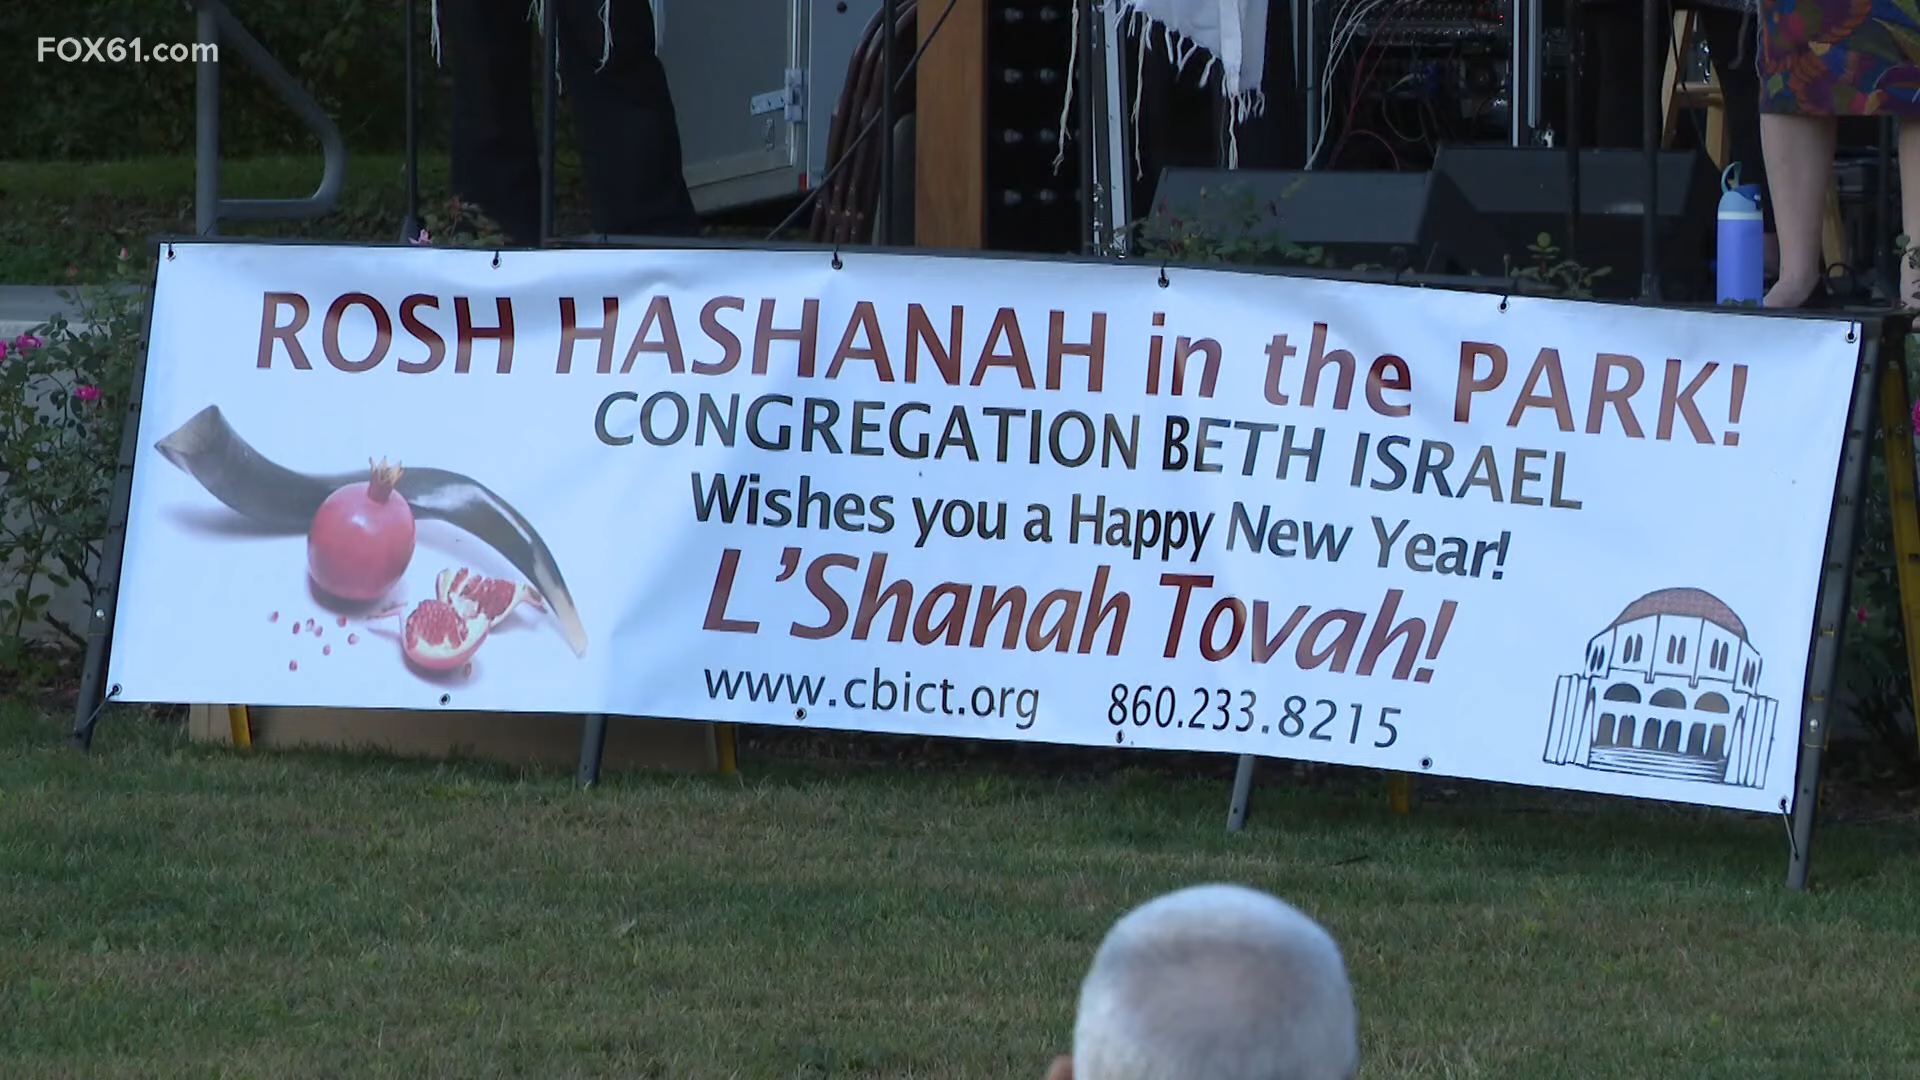 FOX61.com
ROSH HASHANAH in the PARK!
CONGREGATION BETH ISRAEL
Wishes you a Happy New Year!
L'Shanah Tovah!
www.cbict.org 860.233.8215